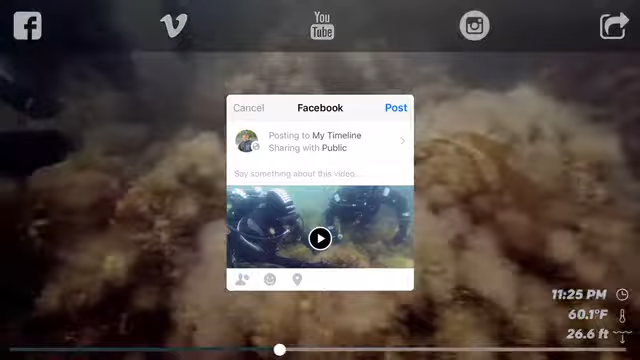 You
Tube
Cancel
Facebook
Post
Posting to My Timeline
Sharing with Public
Say something about this video...
11:25 PM
60.1°F
26.6 ft